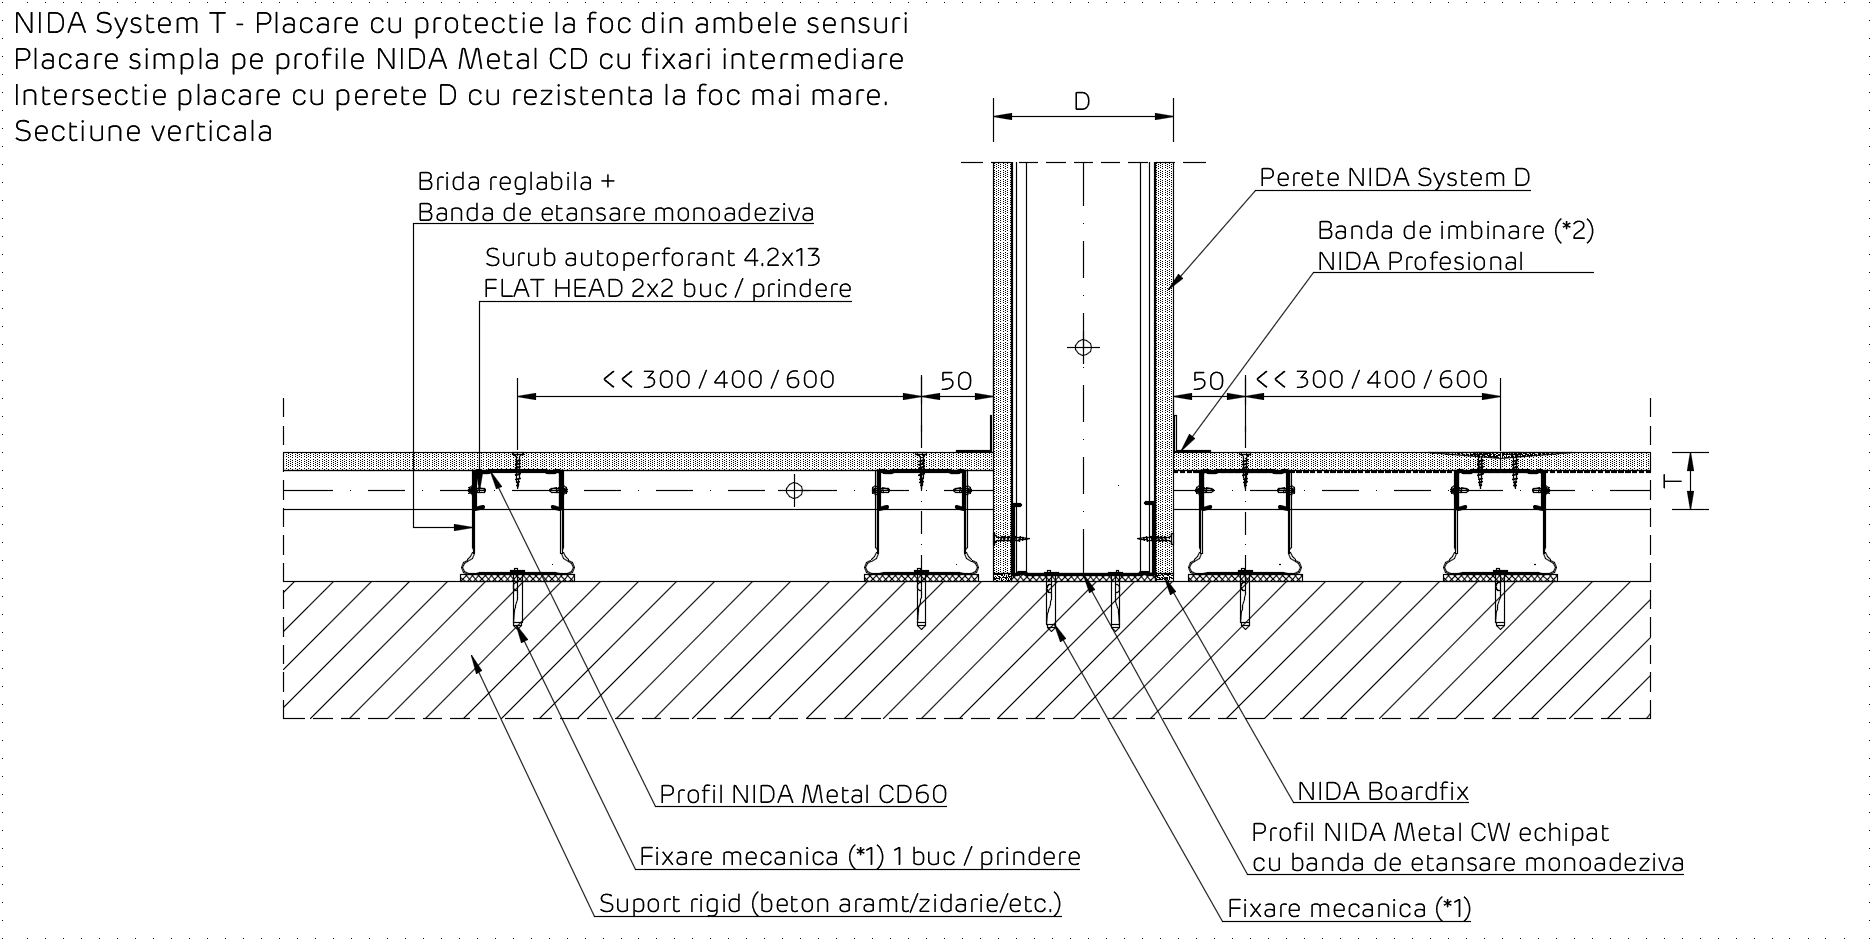 NIDA System T - Placare cu protectie la foc din ambele sensuri
Placare simpla pe profile NIDA Metal CD cu fixari intermediare
Intersectie placare cu perete D cu rezistenta la foc mai mare.
Sectiune verticala
D
Brida reglabila +
Banda de etansare monoadeziva
Perete NIDA System D
Surub autoperforant 4.2x13
FLAT HEAD 2x2 buc / prindere
Banda de imbinare (*2)
NIDA Profesional
<< 300 / 400 / 600
50
50
<< 300 / 400 / 600
T
Profil NIDA Metal CD60
Fixare mecanica (*1) 1 buc / prindere
Suport rigid (beton aramt/zidarie/etc.)
NIDA Boardfix
Profil NIDA Metal CW echipat
cu banda de etansare monoadeziva
Fixare mecanica (*1)